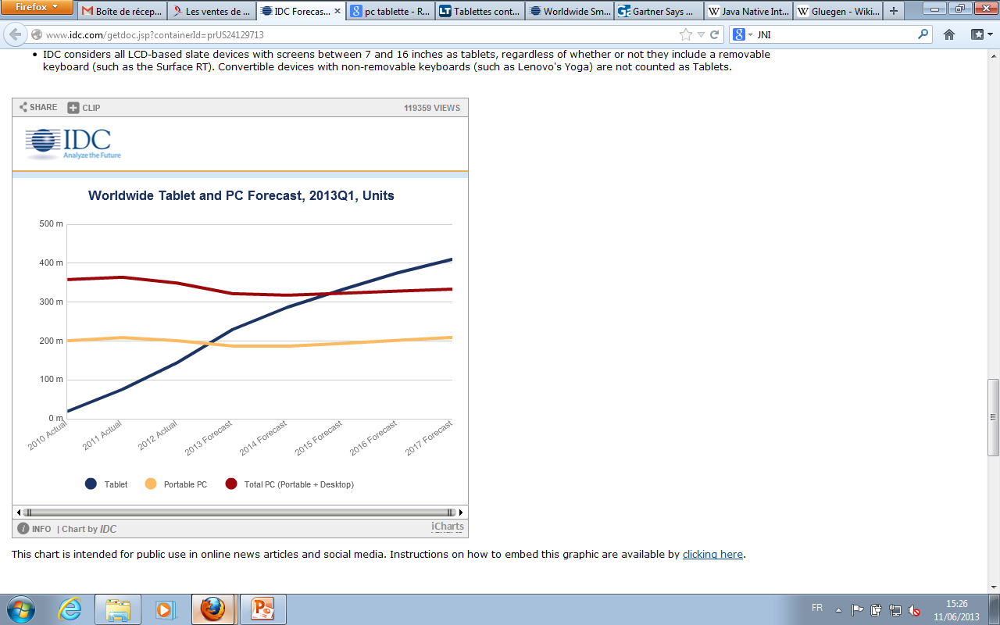 Firefox
Boîte de récep...
Les ventes de ...
IDC Forecas...
pc tablette - R...
Tablettes cont...
Worldwide Sm...
Gartner Says ...
Java Native Int...
Gluegen - Wiki...
www.idc.com/getdoc.jsp?containerId=prUS24129713
JNI
IDC considers all LCD-based slate devices with screens between 7 and 16 inches as tablets, regardless of whether or not they include a removable
keyboard (such as the Surface RT). Convertible devices with non-removable keyboards (such as Lenovo's Yoga) are not counted as Tablets.
SHARE CLIP 119359 VIEWS
IDC
Analyze the Future
Worldwide Tablet and PC Forecast, 2013Q1, Units
500 m
400 m
300 m
200 m
100 m
0 m
2010 Actual
2011 Actual
2012 Actual
2013 Forecast
2014 Forecast
2015 Forecast
2016 Forecast
2017 Forecast
Tablet Portable PC Total PC (Portable + Desktop)
INFO | Chart by IDC iCharts
This chart is intended for public use in online news articles and social media. Instructions on how to embed this graphic are available by clicking here.
FR
15:26
11/06/2013